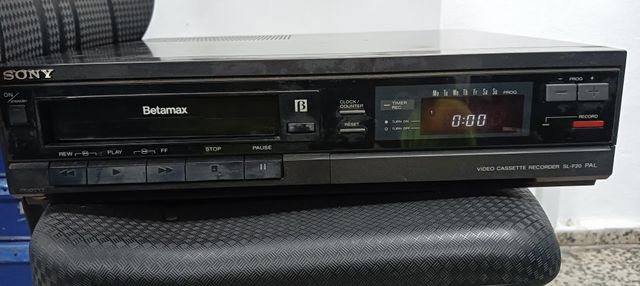 SONY
ON/STANDBY
Betamax
β
CLOCK/COUNTER
RESET
TIMER REC
TURN ON
TURN OFF
Mo Tu We Th Fr Sa Su PROG
0:00
− PROG +
RECORD
REW PLAY FF STOP PAUSE
VIDEO CASSETTE RECORDER SL-F20 PAL